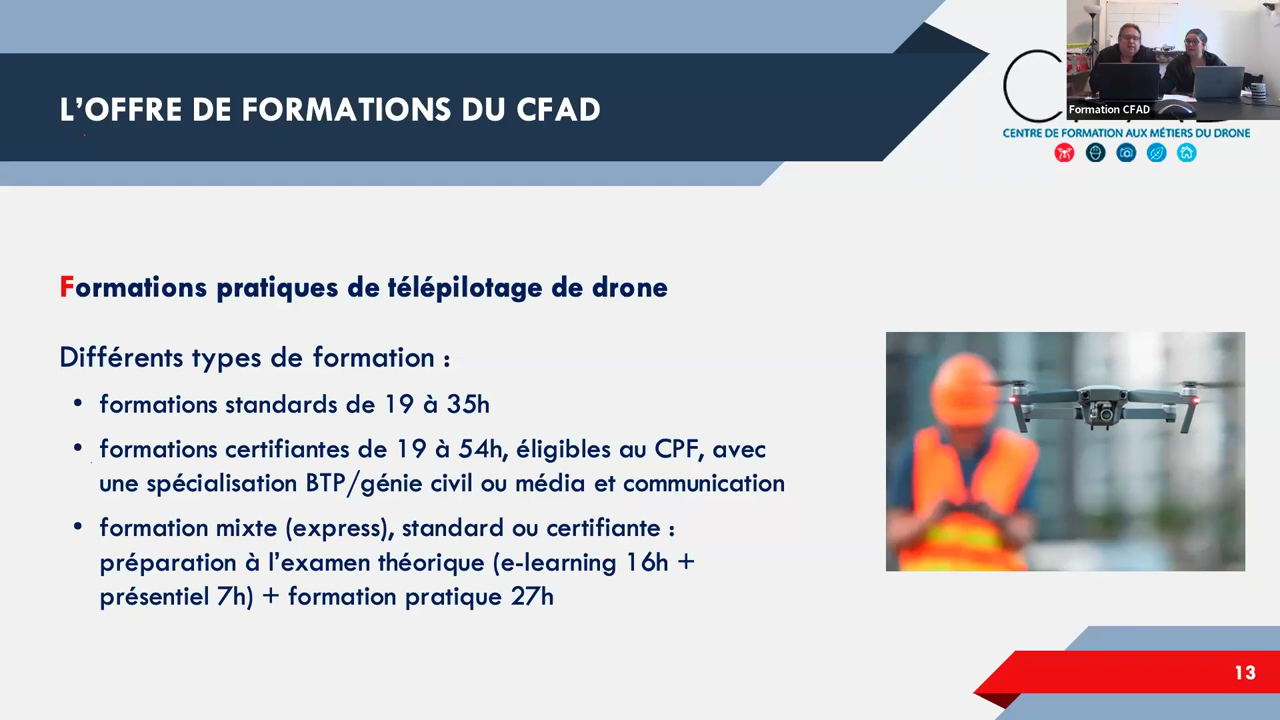 L'OFFRE DE FORMATIONS DU CFAD
Formation CFAD
CENTRE DE FORMATION AUX MÉTIERS DU DRONE
Formations pratiques de télépilotage de drone
Différents types de formation :
• formations standards de 19 à 35h
• formations certifiantes de 19 à 54h, éligibles au CPF, avec
une spécialisation BTP/génie civil ou média et communication
• formation mixte (express), standard ou certifiante :
préparation à l'examen théorique (e-learning 16h +
présentiel 7h) + formation pratique 27h
13